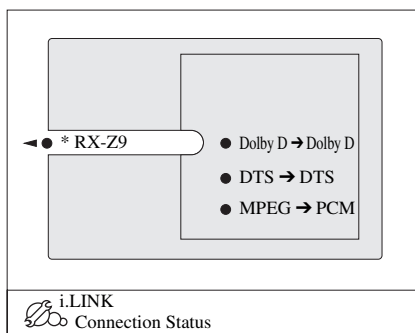 * RX-Z9
Dolby D ➔ Dolby D
DTS ➔ DTS
MPEG ➔ PCM
i.LINK
Connection Status